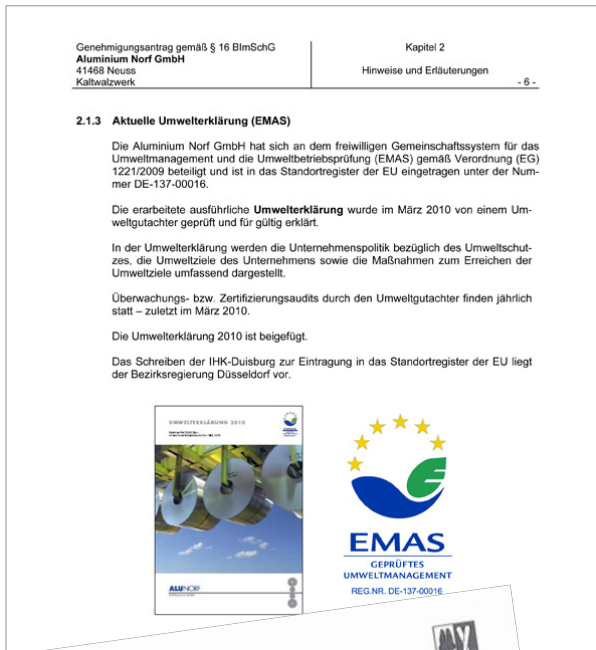 Genehmigungsantrag gemäß § 16 BImSchG
Aluminium Norf GmbH
41468 Neuss
Kaltwalzwerk
Kapitel 2
Hinweise und Erläuterungen
- 6 -
2.1.3 Aktuelle Umwelterklärung (EMAS)
Die Aluminium Norf GmbH hat sich an dem freiwilligen Gemeinschaftssystem für das
Umweltmanagement und die Umweltbetriebsprüfung (EMAS) gemäß Verordnung (EG)
1221/2009 beteiligt und ist in das Standortregister der EU eingetragen unter der Num-
mer DE-137-00016.
Die erarbeitete ausführliche Umwelterklärung wurde im März 2010 von einem Um-
weltgutachter geprüft und für gültig erklärt.
In der Umwelterklärung werden die Unternehmenspolitik bezüglich des Umweltschut-
zes, die Umweltziele des Unternehmens sowie die Maßnahmen zum Erreichen der
Umweltziele umfassend dargestellt.
Überwachungs- bzw. Zertifizierungsaudits durch den Umweltgutachter finden jährlich
statt – zuletzt im März 2010.
Die Umwelterklärung 2010 ist beigefügt.
Das Schreiben der IHK-Duisburg zur Eintragung in das Standortregister der EU liegt
der Bezirksregierung Düsseldorf vor.
UMWELTERKLÄRUNG 2010
ALUNORF
EMAS
GEPRÜFTES
UMWELTMANAGEMENT
REG.NR. DE-137-00016